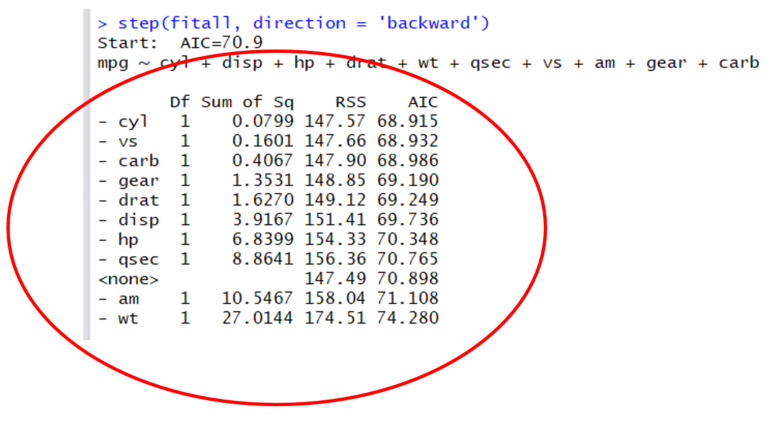 > step(fitall, direction = 'backward')
Start:  AIC=70.9
mpg ~ cyl + disp + hp + drat + wt + qsec + vs + am + gear + carb
       Df Sum of Sq    RSS    AIC
- cyl   1    0.0799 147.57 68.915
- vs    1    0.1601 147.66 68.932
- carb  1    0.4067 147.90 68.986
- gear  1    1.3531 148.85 69.190
- drat  1    1.6270 149.12 69.249
- disp  1    3.9167 151.41 69.736
- hp    1    6.8399 154.33 70.348
- qsec  1    8.8641 156.36 70.765
<none>              147.49 70.898
- am    1   10.5467 158.04 71.108
- wt    1   27.0144 174.51 74.280